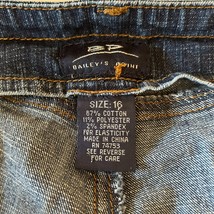 BP
BAILEY'S POINT
SIZE: 16
87% COTTON
11% POLYESTER
2% SPANDEX
FOR ELASTICITY
MADE IN CHINA
RN 74753
SEE REVERSE
FOR CARE